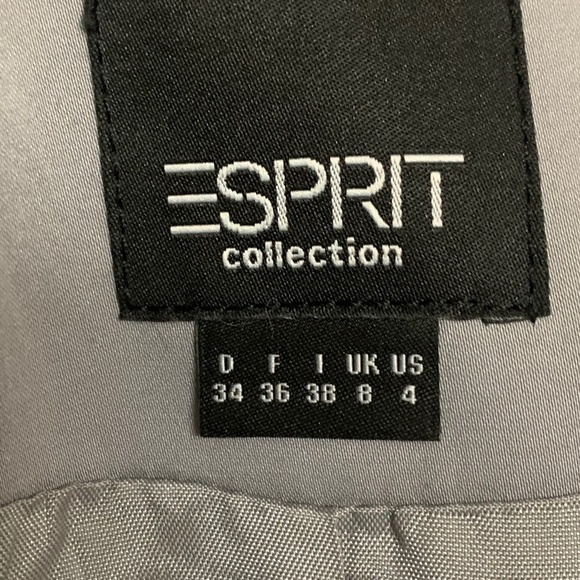 ESPRIT
collection
D F I UK US
34 36 38 8 4